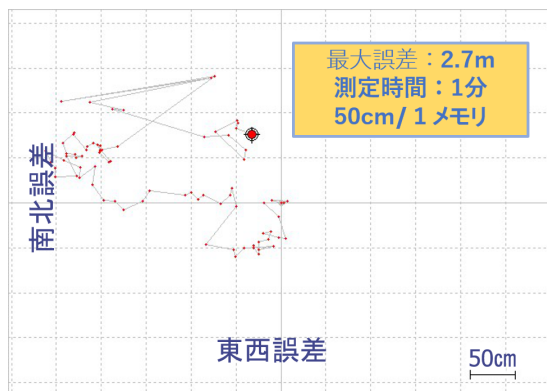 最大誤差：2.7m
測定時間：1分
50cm/ 1 メモリ
南北誤差
東西誤差
50㎝